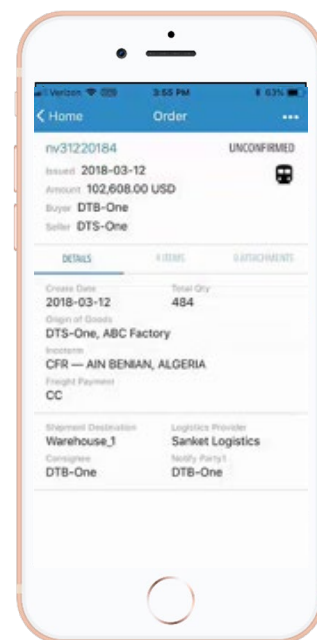 Verizon
3:55 PM
63%
Home Order
nv31220184 UNCONFIRMED
Issued 2018-03-12
Amount 102,608.00 USD
Buyer DTB-One
Seller DTS-One
DETAILS 4 ITEMS 0 ATTACHMENTS
Create Date Total Qty
2018-03-12 484
Origin of Goods
DTS-One, ABC Factory
Incoterm
CFR — AIN BENIAN, ALGERIA
Freight Payment
CC
Shipment Destination Logistics Provider
Warehouse_1 Sanket Logistics
Consignee Notify Party1
DTB-One DTB-One